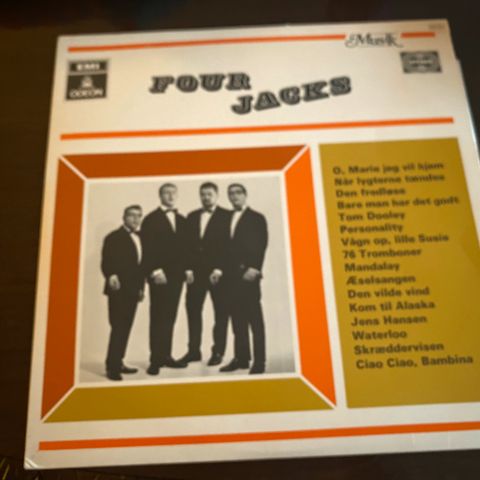 Musik
EMI
ODEON
FOUR
JACKS
O, Marie jeg vil hjem
Når lygterne tændes
Den fredløse
Bare man har det godt
Tom Dooley
Personality
Vågn op, lille Susie
76 Tromboner
Mandalay
Æselsangen
Den vilde vind
Kom til Alaska
Jens Hansen
Waterloo
Skræddervisen
Ciao Ciao, Bambina